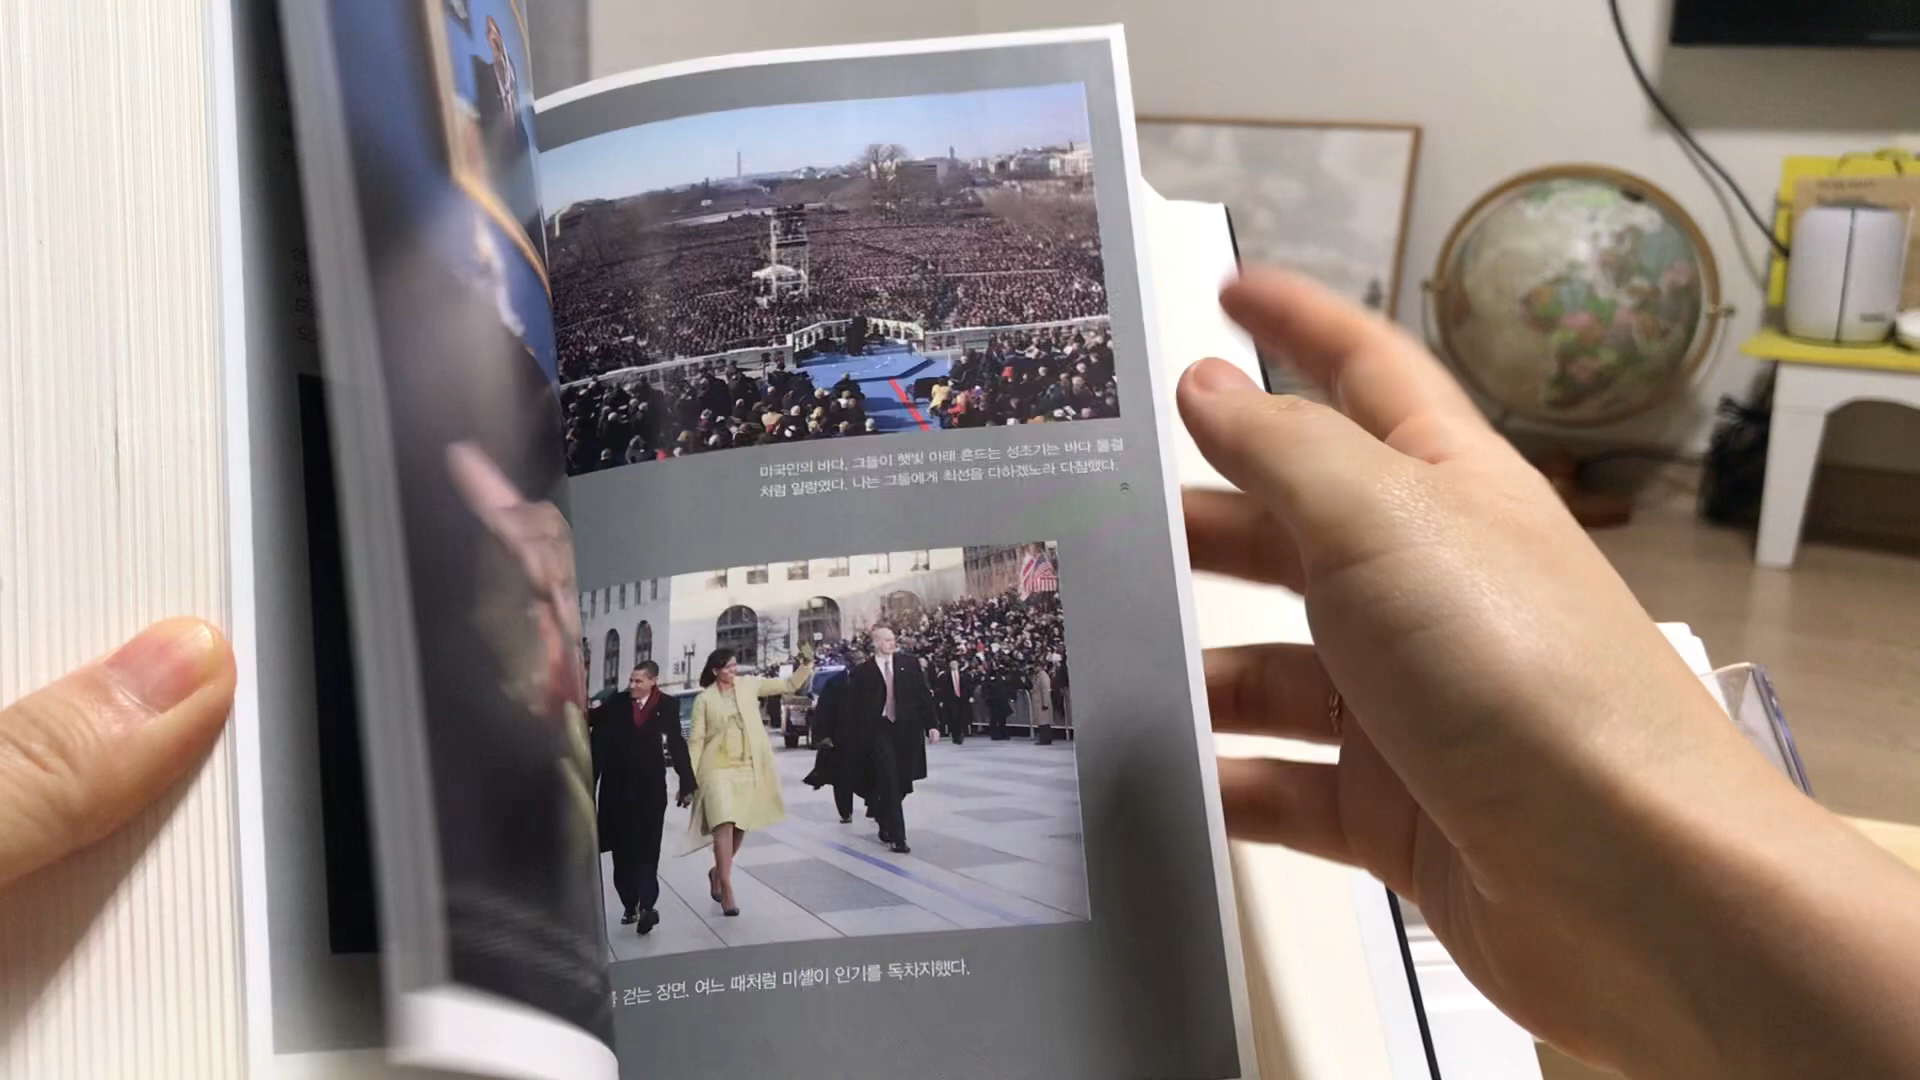 미국인의 바다. 그들이 햇빛 아래 흔드는 성조기는 바다 물결
처럼 일렁였다. 나는 그들에게 최선을 다하겠노라 다짐했다.
걷는 장면. 여느 때처럼 미셸이 인기를 독차지했다.